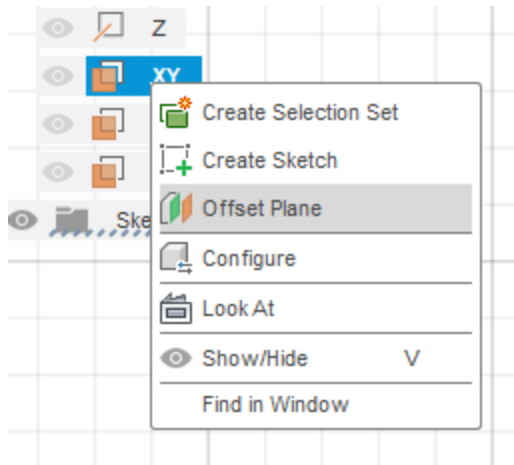 Z
XY
Create Selection Set
Create Sketch
Offset Plane
Ske
Configure
Look At
Show/Hide V
Find in Window